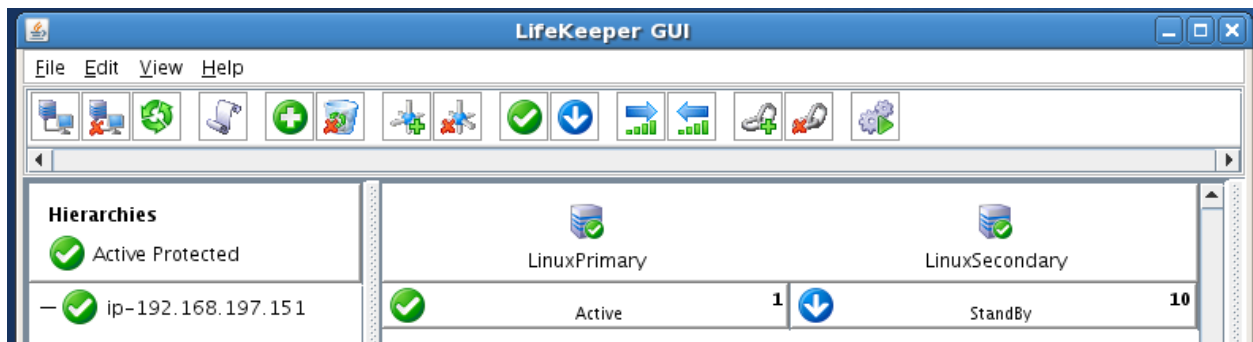 LifeKeeper GUI
File Edit View Help
Hierarchies
Active Protected
LinuxPrimary
LinuxSecondary
ip-192.168.197.151
Active
1
StandBy
10